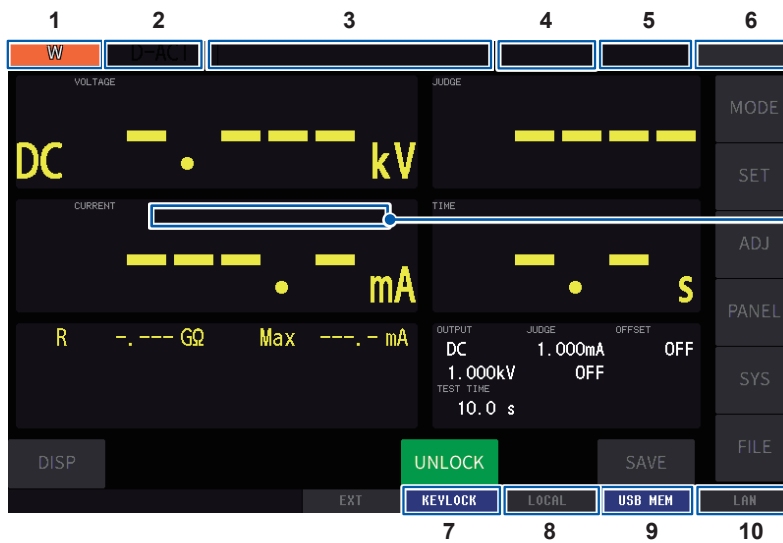 1 2 3 4 5 6
W D-ACT
VOLTAGE
DC -.--- kV
JUDGE
----
MODE
SET
CURRENT
---.- mA
TIME
-.- s
ADJ
PANEL
R -.--- GΩ Max ---.- mA
OUTPUT JUDGE OFFSET
DC 1.000mA OFF
1.000kV OFF
TEST TIME
10.0 s
SYS
FILE
DISP UNLOCK SAVE
EXT KEYLOCK LOCAL USB MEM LAN
7 8 9 10